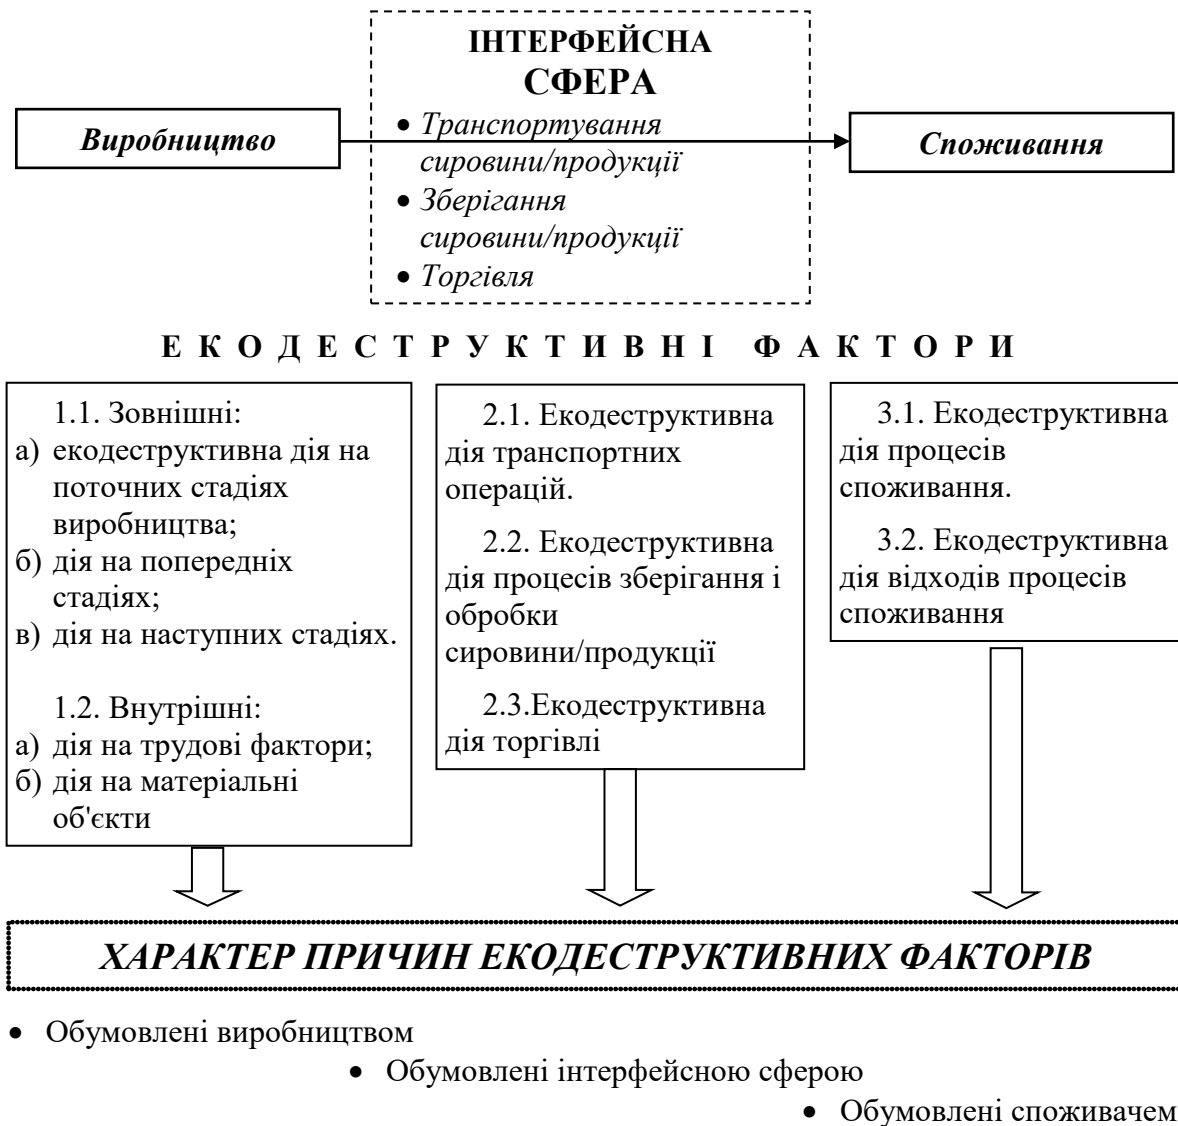 ІНТЕРФЕЙСНА
СФЕРА
Виробництво
• Транспортування
сировини/продукції
• Зберігання
сировини/продукції
• Торгівля
Споживання
ЕКОДЕСТРУКТИВНІ ФАКТОРИ
1.1. Зовнішні:
а) екодеструктивна дія на
поточних стадіях
виробництва;
б) дія на попередніх
стадіях;
в) дія на наступних стадіях.
1.2. Внутрішні:
а) дія на трудові фактори;
б) дія на матеріальні
об'єкти
2.1. Екодеструктивна
дія транспортних
операцій.
2.2. Екодеструктивна
дія процесів зберігання і
обробки
сировини/продукції
2.3.Екодеструктивна
дія торгівлі
3.1. Екодеструктивна
дія процесів
споживання.
3.2. Екодеструктивна
дія відходів процесів
споживання
ХАРАКТЕР ПРИЧИН ЕКОДЕСТРУКТИВНИХ ФАКТОРІВ
• Обумовлені виробництвом
• Обумовлені інтерфейсною сферою
• Обумовлені споживачем